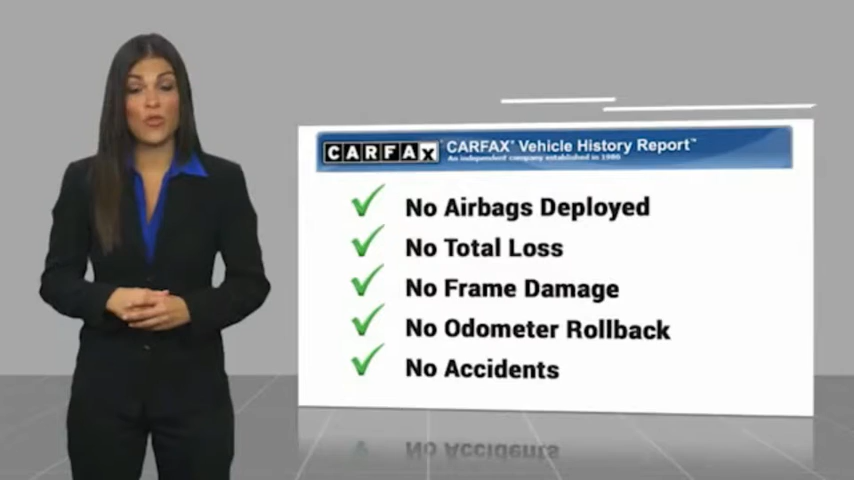 CARFAX CARFAX® Vehicle History Report™
An independent company established in 1986
No Airbags Deployed
No Total Loss
No Frame Damage
No Odometer Rollback
No Accidents
No Accidents